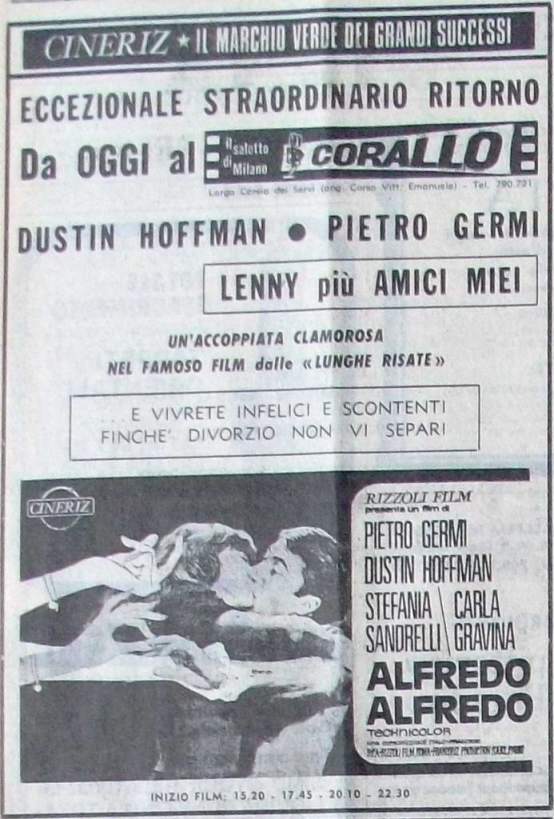 CINERIZ ★ IL MARCHIO VERDE DEI GRANDI SUCCESSI
ECCEZIONALE STRAORDINARIO RITORNO
Da OGGI al il salotto di Milano CORALLO
Largo Corsia dei Servi (ang. Corso Vitt. Emanuele) - Tel. 790.721
DUSTIN HOFFMAN ● PIETRO GERMI
LENNY più AMICI MIEI
UN'ACCOPPIATA CLAMOROSA
NEL FAMOSO FILM dalle «LUNGHE RISATE»
...E VIVRETE INFELICI E SCONTENTI
FINCHE' DIVORZIO NON VI SEPARI
CINERIZ
RIZZOLI FILM
presenta un film di
PIETRO GERMI
DUSTIN HOFFMAN
STEFANIA SANDRELLI
CARLA GRAVINA
ALFREDO
ALFREDO
TECHNICOLOR
INIZIO FILM: 15.20 - 17.45 - 20.10 - 22.30